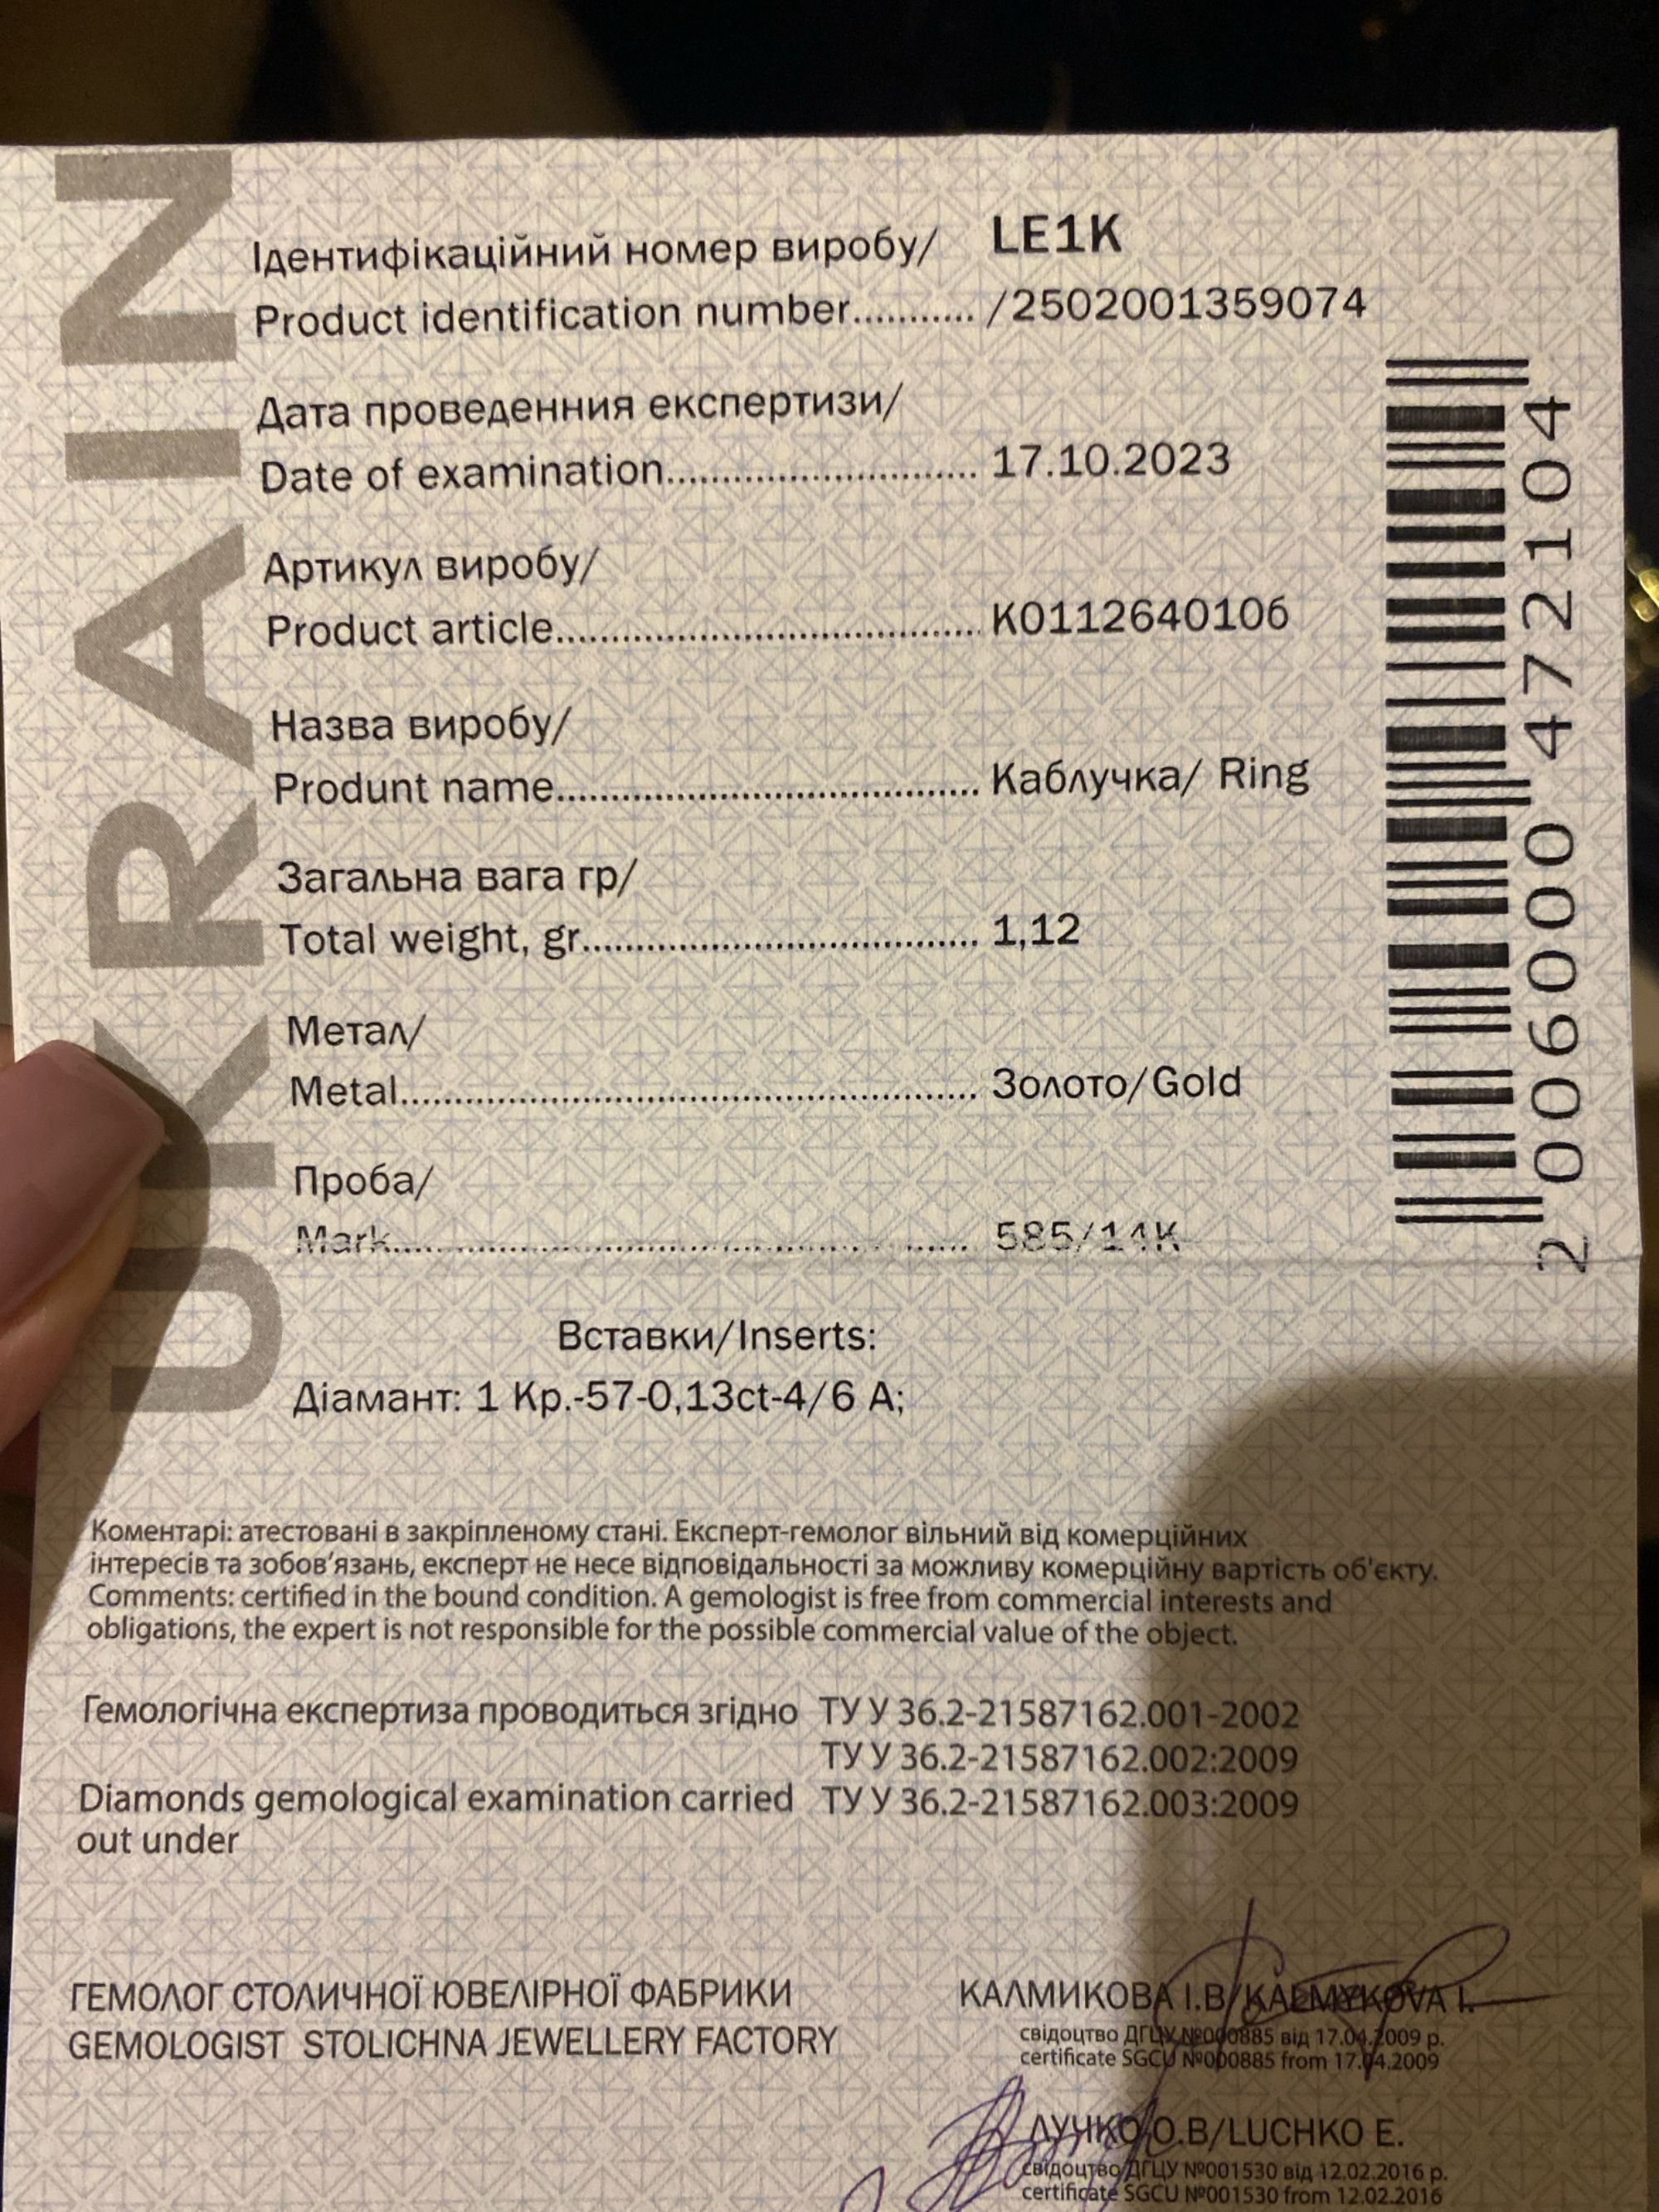 UKRAIN
Ідентифікаційний номер виробу/ LE1K
Product identification number........... /2502001359074
Дата проведенния експертизи/
Date of examination............................ 17.10.2023
Артикул виробу/
Product article...................................... К0112640106
Назва виробу/
Produnt name...................................... Каблучка/ Ring
Загальна вага гр/
Total weight, gr.................................... 1,12
Метал/
Metal.................................................... Золото/Gold
Проба/
Mark..................................................... 585/14K
2 006000 472104
Вставки/Inserts:
Діамант: 1 Кр.-57-0,13ct-4/6 А;
Коментарі: атестовані в закріпленому стані. Експерт-гемолог вільний від комерційних
інтересів та зобов’язань, експерт не несе відповідальності за можливу комерційну вартість об'єкту.
Comments: certified in the bound condition. A gemologist is free from commercial interests and
obligations, the expert is not responsible for the possible commercial value of the object.
Гемологічна експертиза проводиться згідно ТУ У 36.2-21587162.001-2002
ТУ У 36.2-21587162.002:2009
Diamonds gemological examination carried ТУ У 36.2-21587162.003:2009
out under
ГЕМОЛОГ СТОЛИЧНОЇ ЮВЕЛІРНОЇ ФАБРИКИ КАЛМИКОВА І.В/KALMYKOVA I.
свідоцтво ДГЦУ №000885 від 17.04.2009 р.
GEMOLOGIST STOLICHNA JEWELLERY FACTORY
certificate SGCU №000885 from 17.04.2009
ЛУЧКО О.В/LUCHKO E.
свідоцтво ДГЦУ №001530 від 12.02.2016 р.
certificate SGCU №001530 from 12.02.2016